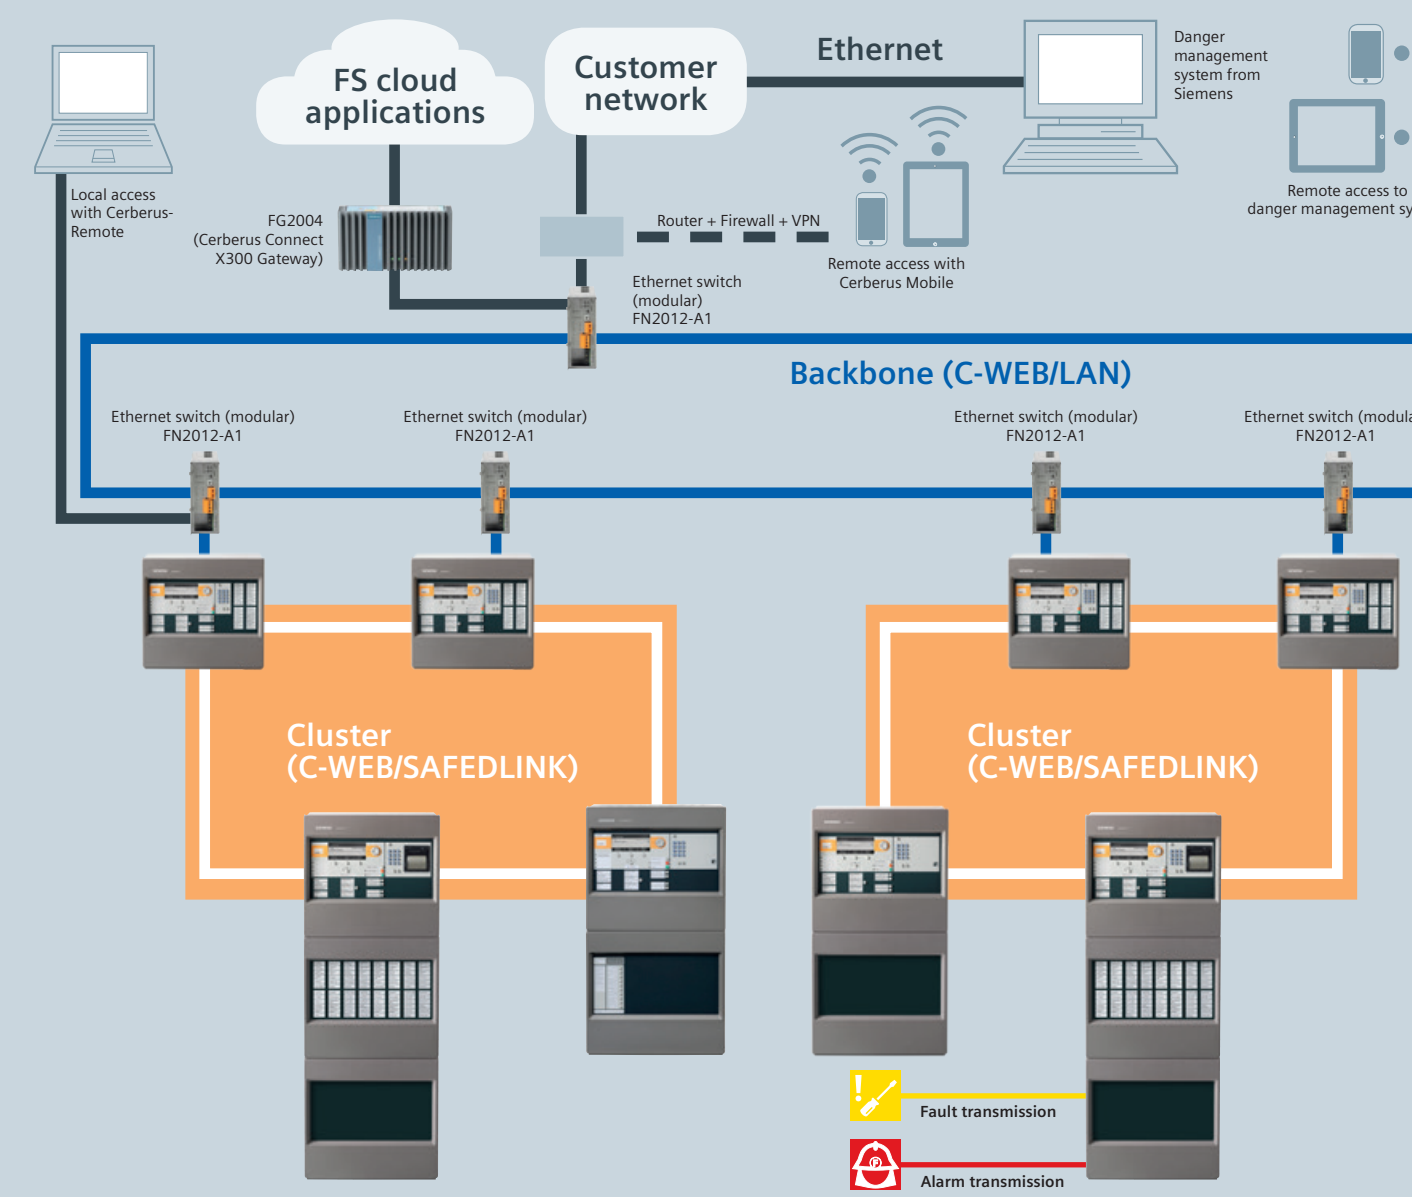 FS cloud
applications
Customer
network
Ethernet
Danger
management
system from
Siemens
Local access
with Cerberus-
Remote
FG2004
(Cerberus Connect
X300 Gateway)
Router + Firewall + VPN
Remote access with
Cerberus Mobile
Remote access to
danger management sy
Ethernet switch
(modular)
FN2012-A1
Backbone (C-WEB/LAN)
Ethernet switch (modular)
FN2012-A1
Ethernet switch (modular)
FN2012-A1
Ethernet switch (modular)
FN2012-A1
Ethernet switch (modula
FN2012-A1
Cluster
(C-WEB/SAFEDLINK)
Cluster
(C-WEB/SAFEDLINK)
Fault transmission
Alarm transmission